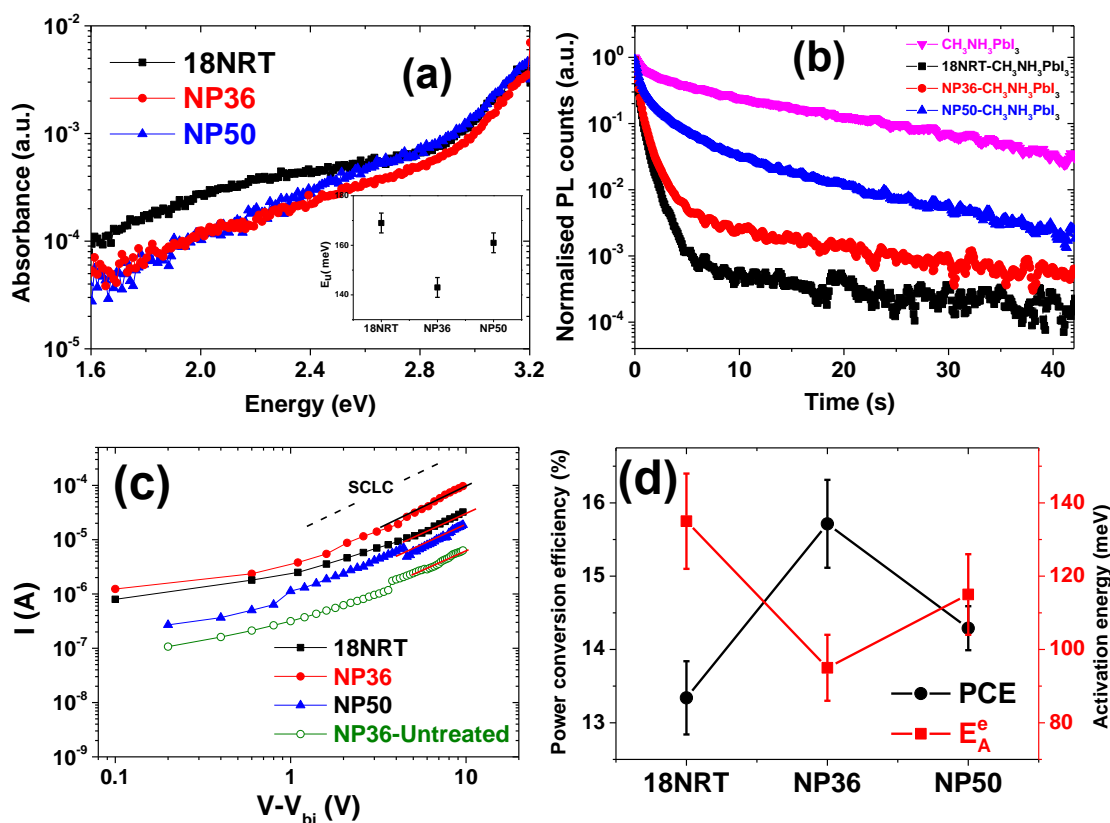 (a)
18NRT
NP36
NP50
Absorbance (a.u.)
10⁻²
10⁻³
10⁻⁴
10⁻⁵
1.6 2.0 2.4 2.8 3.2
Energy (eV)
E_u( meV)
180
160
140
18NRT NP36 NP50
(b)
CH₃NH₃PbI₃
18NRT-CH₃NH₃PbI₃
NP36-CH₃NH₃PbI₃
NP50-CH₃NH₃PbI₃
Normalised PL counts (a.u.)
10⁰
10⁻¹
10⁻²
10⁻³
10⁻⁴
0 10 20 30 40
Time (s)
(c)
SCLC
I (A)
10⁻⁴
10⁻⁵
10⁻⁶
10⁻⁷
10⁻⁸
10⁻⁹
18NRT
NP36
NP50
NP36-Untreated
0.1 1 10
V-V_bi (V)
(d)
Power conversion efficiency (%)
16
15
14
13
PCE
E_A^e
18NRT NP36 NP50
140
120
100
80
Activation energy (meV)